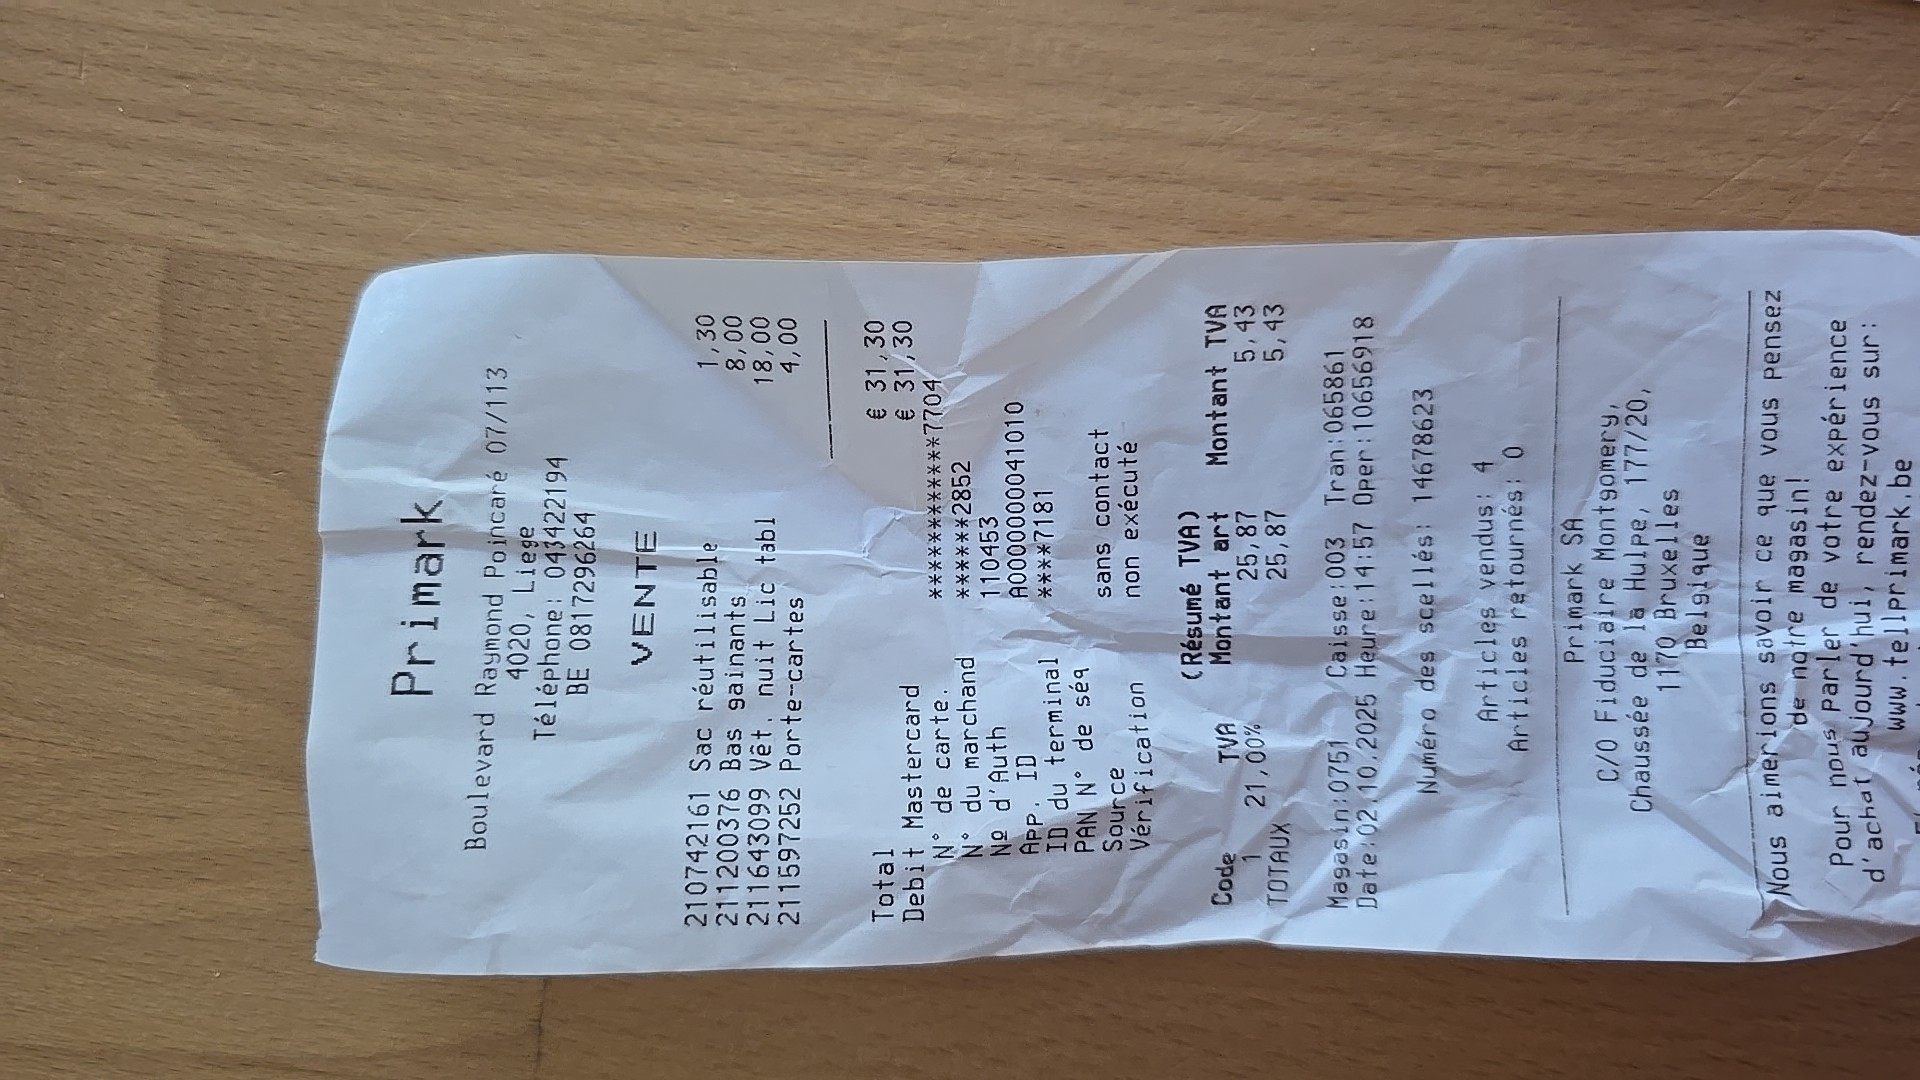 Primark
Boulevard Raymond Poincaré 07/113
4020, Liege
Téléphone: 043422194
BE 0817296264
VENTE
210742161 Sac réutilisable 1,30
211200376 Bas gainants 8,00
211643099 Vêt. nuit Lic tabl 18,00
211597252 Porte-cartes 4,00
Total € 31,30
Debit Mastercard € 31,30
N° de carte. ************7704
N° du marchand ******2852
Nº d'Auth 110453
App. ID A0000000041010
ID du terminal ****7181
PAN N° de séq
Source sans contact
Vérification non exécuté
(Résumé TVA)
Code TVA Montant art Montant TVA
1 21,00% 25,87 5,43
TOTAUX 25,87 5,43
Magasin:0751 Caisse:003 Tran:065861
Date:02.10.2025 Heure:14:57 Oper:10656918
Numéro des scellés: 14678623
Articles vendus: 4
Articles retournés: 0
Primark SA
C/O Fiduciaire Montgomery,
Chaussée de la Hulpe, 177/20,
1170 Bruxelles
Belgique
Nous aimerions savoir ce que vous pensez
de notre magasin!
Pour nous parler de votre expérience
d'achat aujourd'hui, rendez-vous sur:
www.tellprimark.be